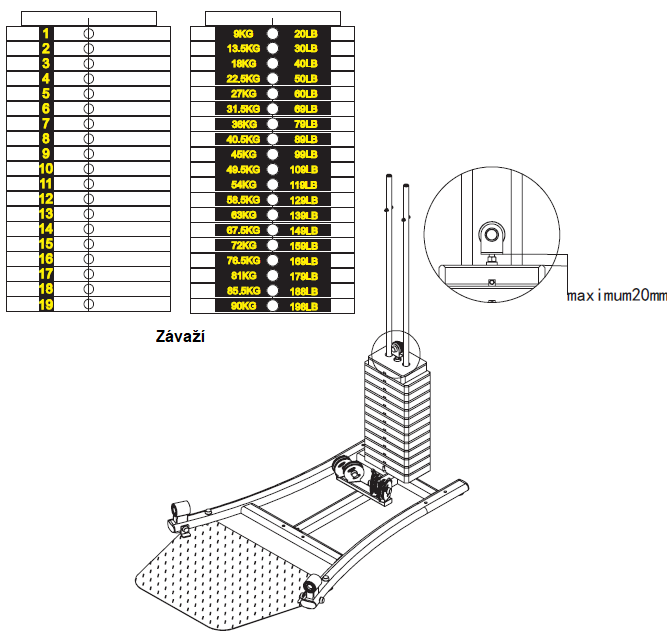 1
2
3
4
5
6
7
8
9
10
11
12
13
14
15
16
17
18
19
9KG 20LB
13.5KG 30LB
18KG 40LB
22.5KG 50LB
27KG 60LB
31.5KG 69LB
36KG 79LB
40.5KG 89LB
45KG 99LB
49.5KG 109LB
54KG 119LB
58.5KG 129LB
63KG 139LB
67.5KG 149LB
72KG 159LB
76.5KG 169LB
81KG 179LB
85.5KG 188LB
90KG 198LB
maximum20mm
Závaží